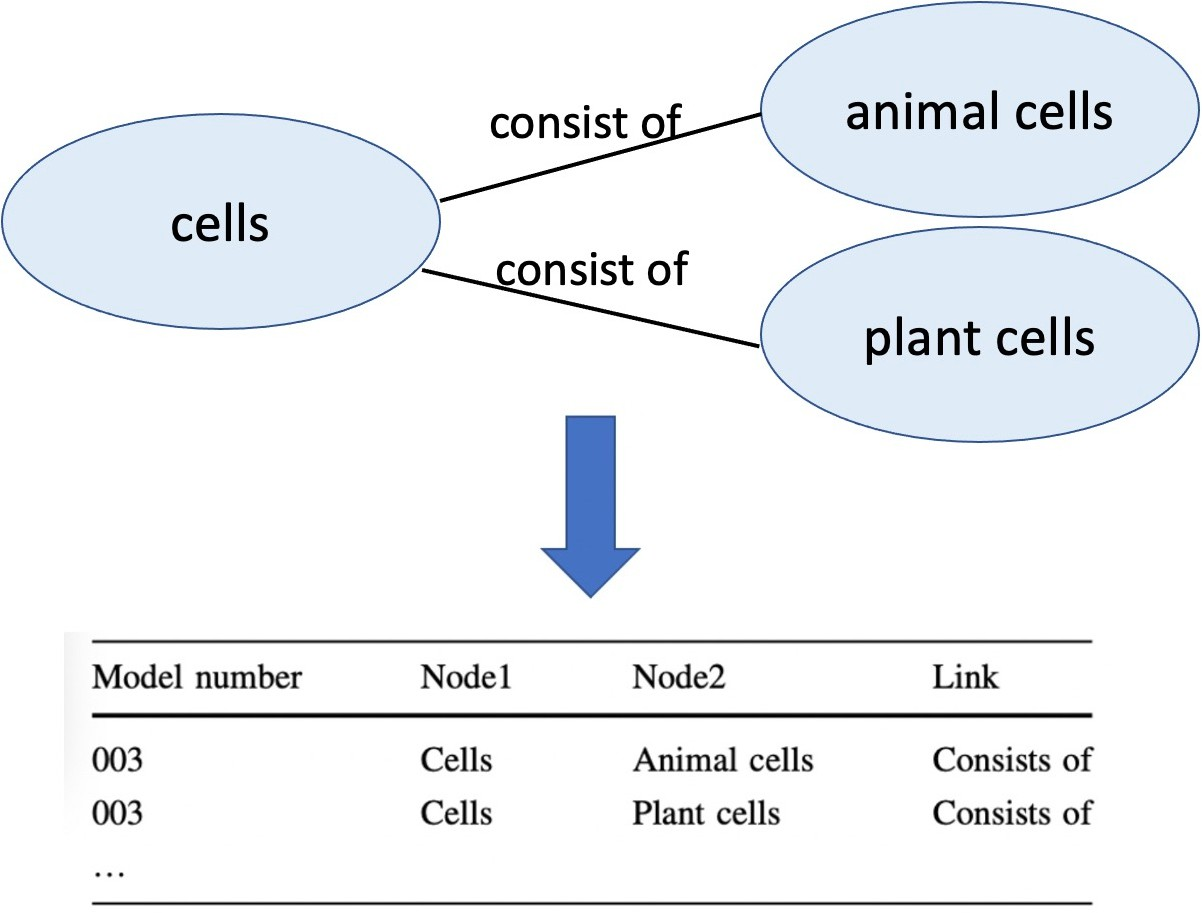 consist of
animal cells
cells
consist of
plant cells
Model number Node1 Node2 Link
003 Cells Animal cells Consists of
003 Cells Plant cells Consists of
...